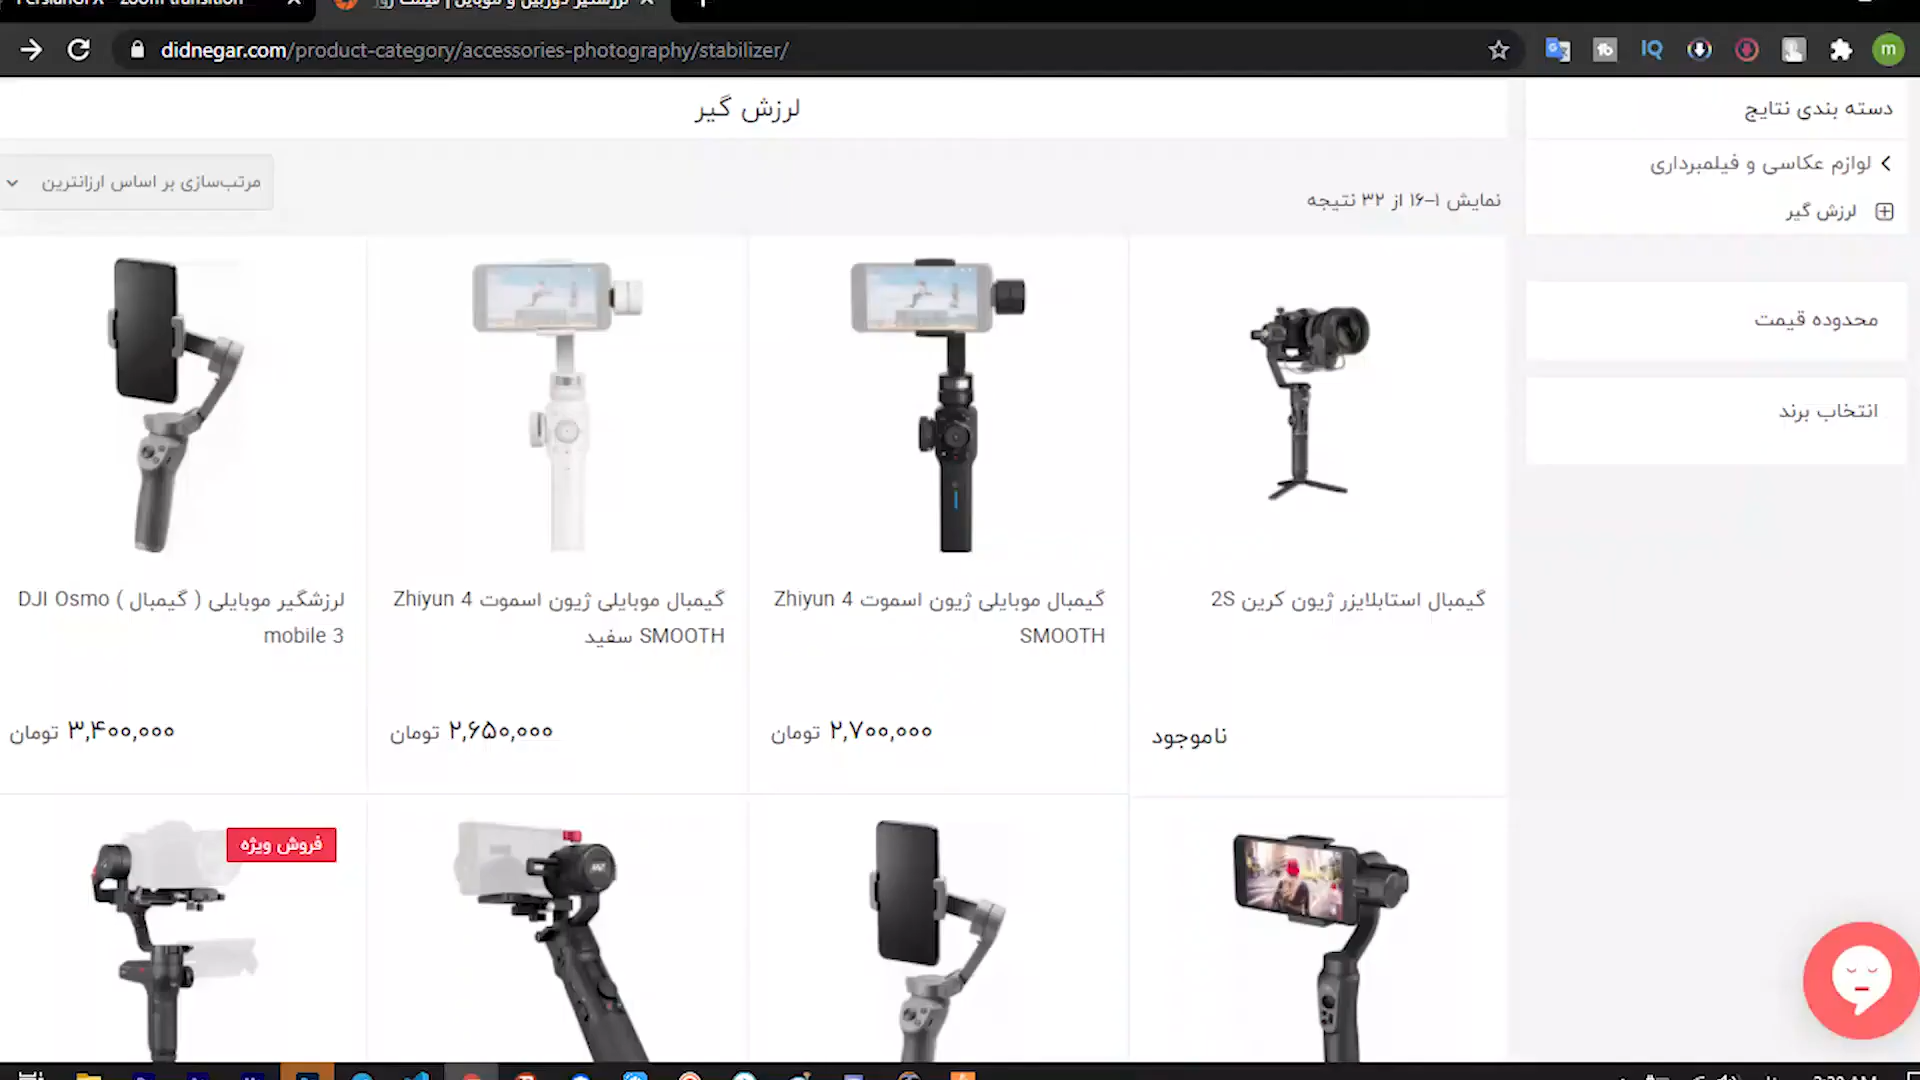 didnegar.com/product-category/accessories-photography/stabilizer/
m
لرزش گیر
دسته بندی نتایج
لوازم عکاسی و فیلمبرداری
لرزش گیر
محدوده قیمت
انتخاب برند
نمایش ۱–۱۶ از ۳۲ نتیجه
مرتب‌سازی بر اساس ارزانترین
گیمبال استابلایزر ژیون کرین 2S
ناموجود
گیمبال موبایلی ژیون اسموت 4 Zhiyun
SMOOTH
۲,۷۰۰,۰۰۰ تومان
گیمبال موبایلی ژیون اسموت 4 Zhiyun
SMOOTH سفید
۲,۶۵۰,۰۰۰ تومان
لرزشگیر موبایلی ( گیمبال ) DJI Osmo
mobile 3
۳,۴۰۰,۰۰۰ تومان
فروش ویژه